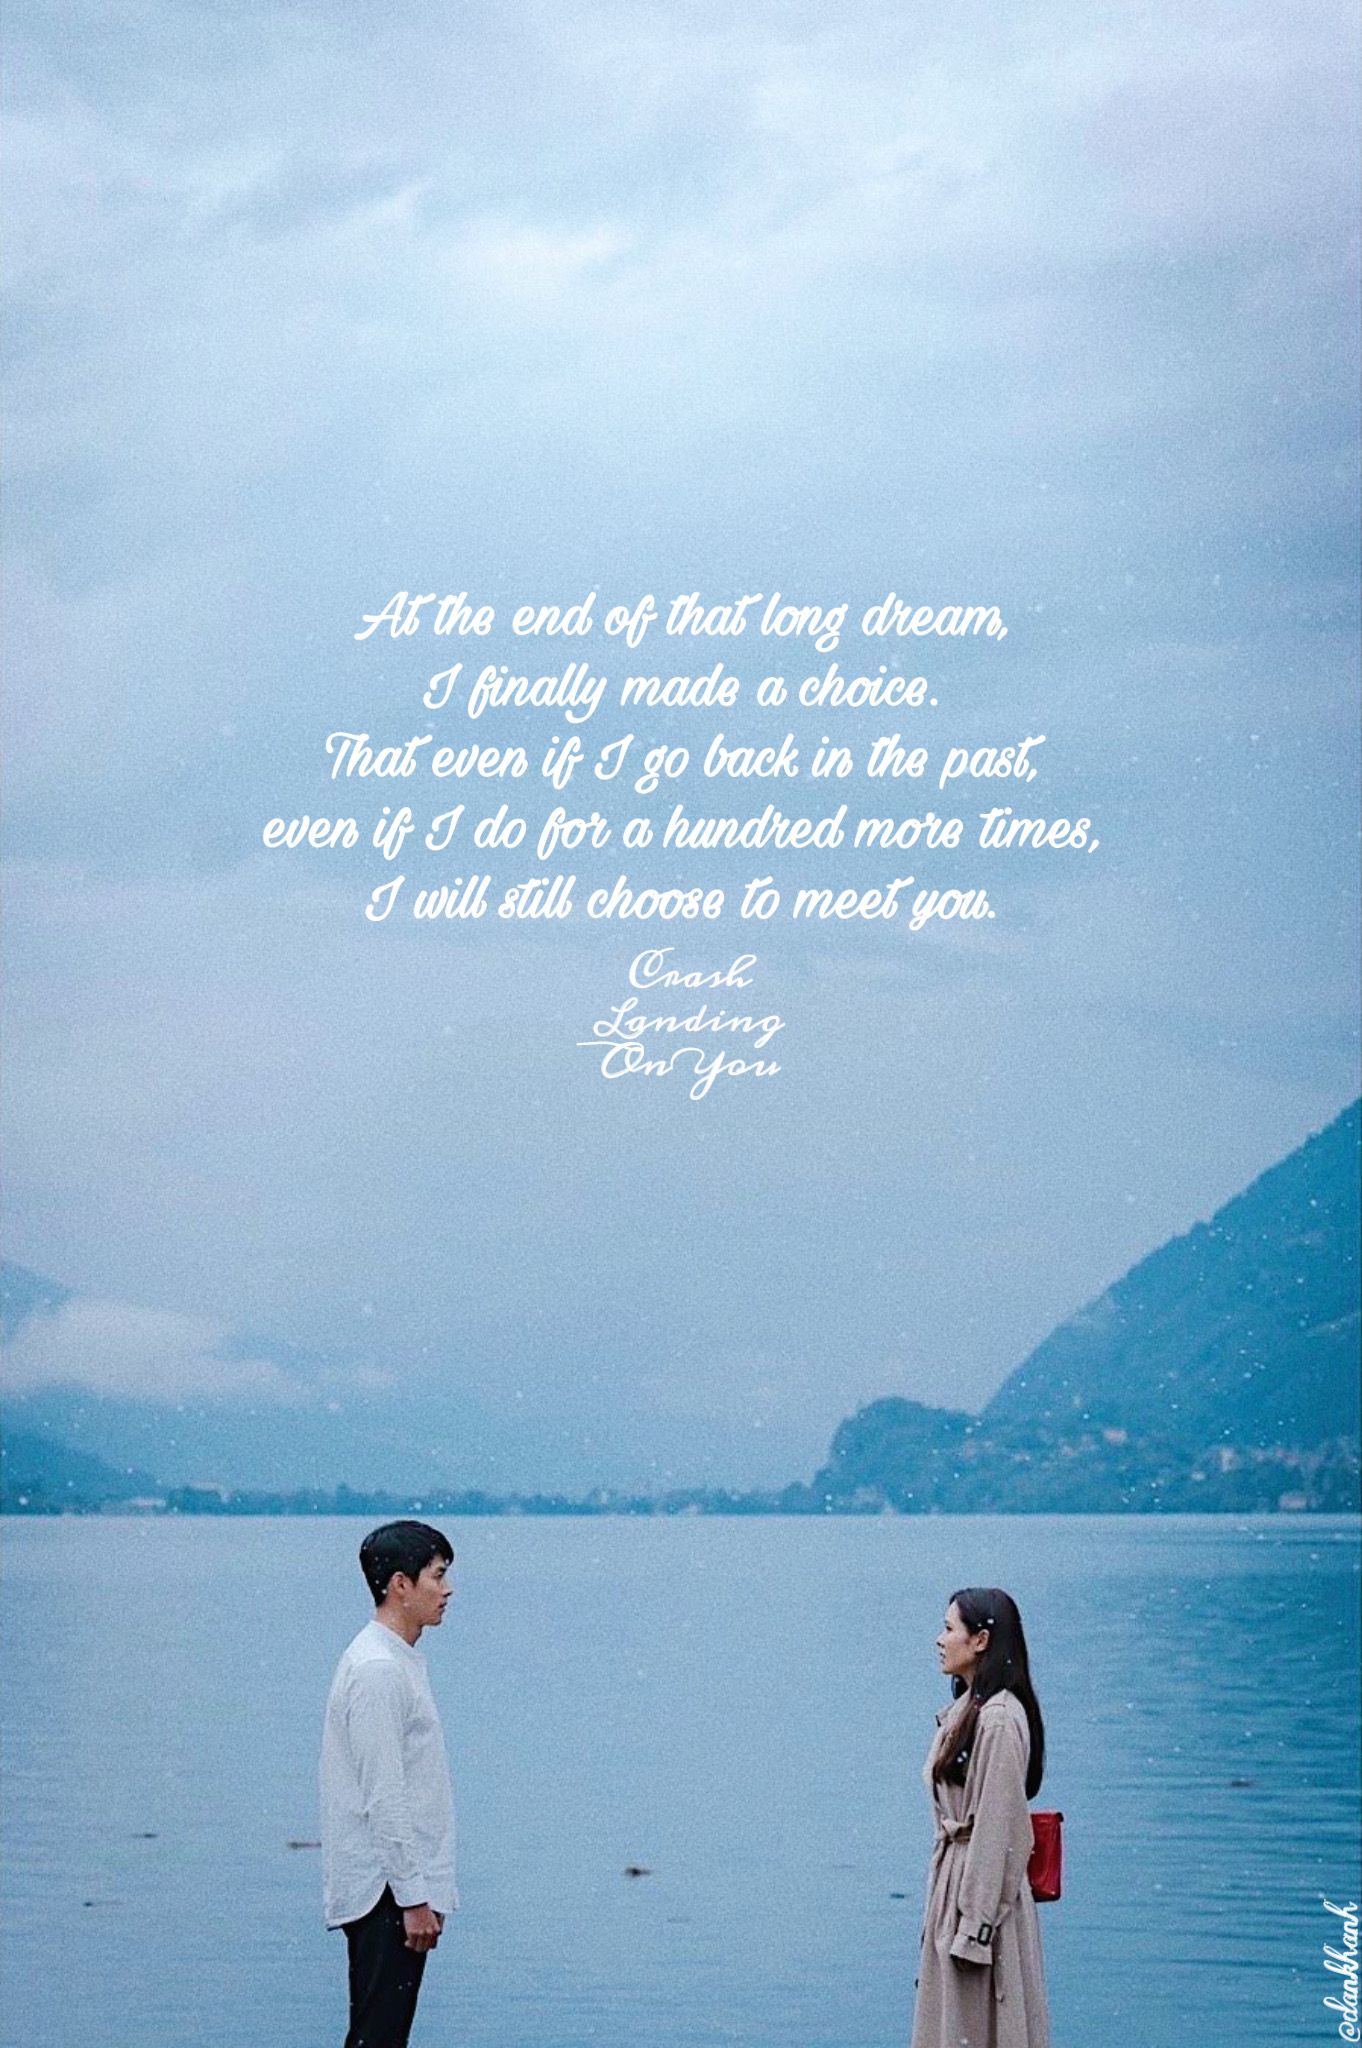 At the end of that long dream,
I finally made a choice.
That even if I go back in the past,
even if I do for a hundred more times,
I will still choose to meet you.
Crash
Landing
On You
@dankhanh